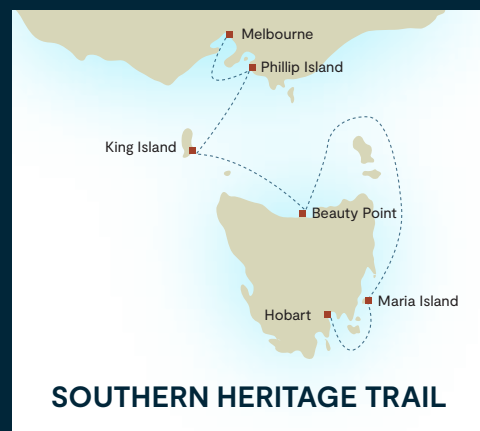 Melbourne
Phillip Island
King Island
Beauty Point
Maria Island
Hobart
SOUTHERN HERITAGE TRAIL